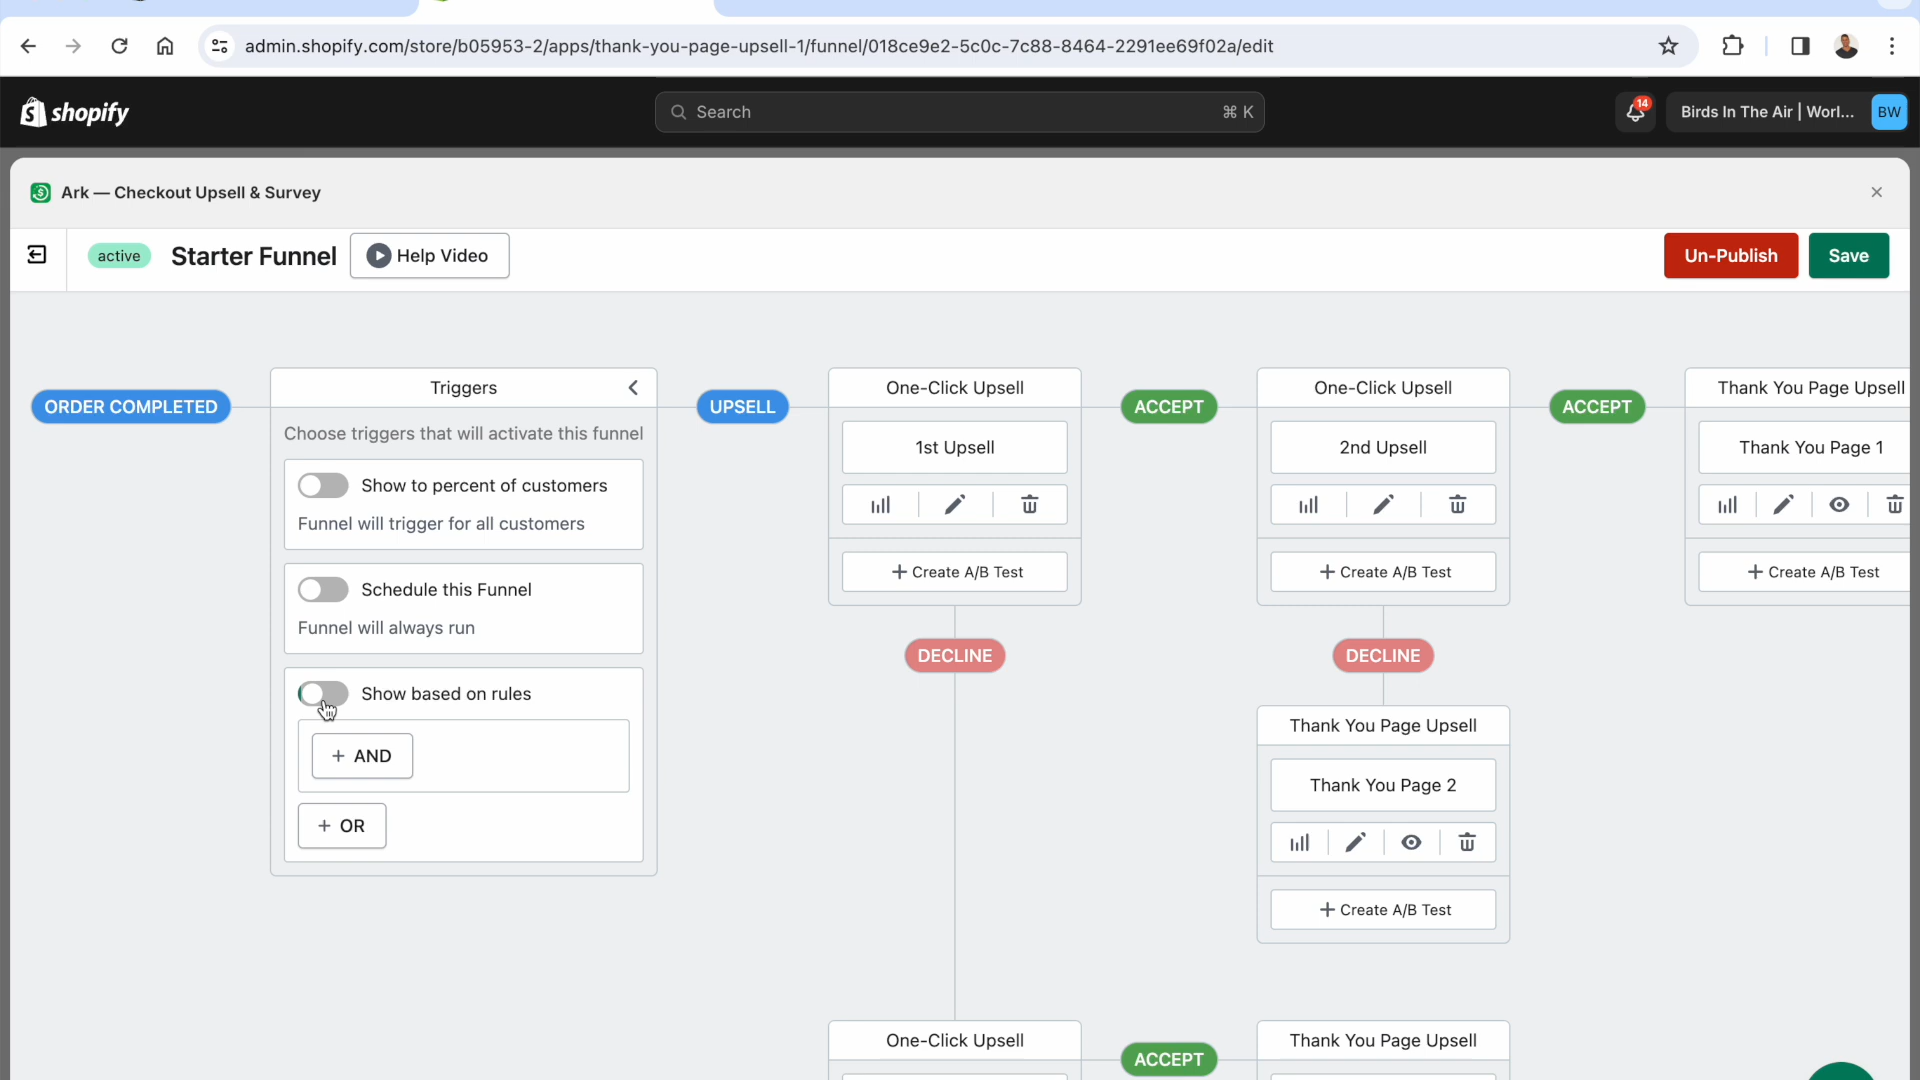 admin.shopify.com/store/b05953-2/apps/thank-you-page-upsell-1/funnel/018ce9e2-5c0c-7c88-8464-2291ee69f02a/edit
shopify
Search
⌘ K
14
Birds In The Air | Worl...
BW
Ark — Checkout Upsell & Survey
active
Starter Funnel
Help Video
Un-Publish
Save
ORDER COMPLETED
Triggers
Choose triggers that will activate this funnel
Show to percent of customers
Funnel will trigger for all customers
Schedule this Funnel
Funnel will always run
Show based on rules
+ AND
+ OR
UPSELL
One-Click Upsell
1st Upsell
+ Create A/B Test
DECLINE
ACCEPT
One-Click Upsell
2nd Upsell
+ Create A/B Test
DECLINE
Thank You Page Upsell
Thank You Page 2
+ Create A/B Test
ACCEPT
Thank You Page Upsell
Thank You Page 1
+ Create A/B Test
One-Click Upsell
ACCEPT
Thank You Page Upsell